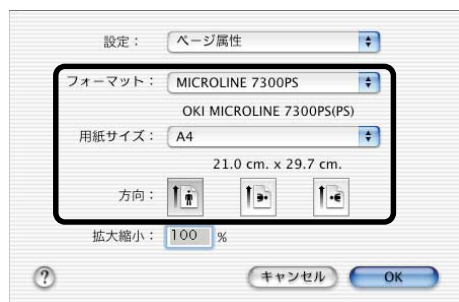 設定： ページ属性
フォーマット： MICROLINE 7300PS
OKI MICROLINE 7300PS(PS)
用紙サイズ： A4
21.0 cm. x 29.7 cm.
方向：
拡大縮小： 100 %
? キャンセル OK